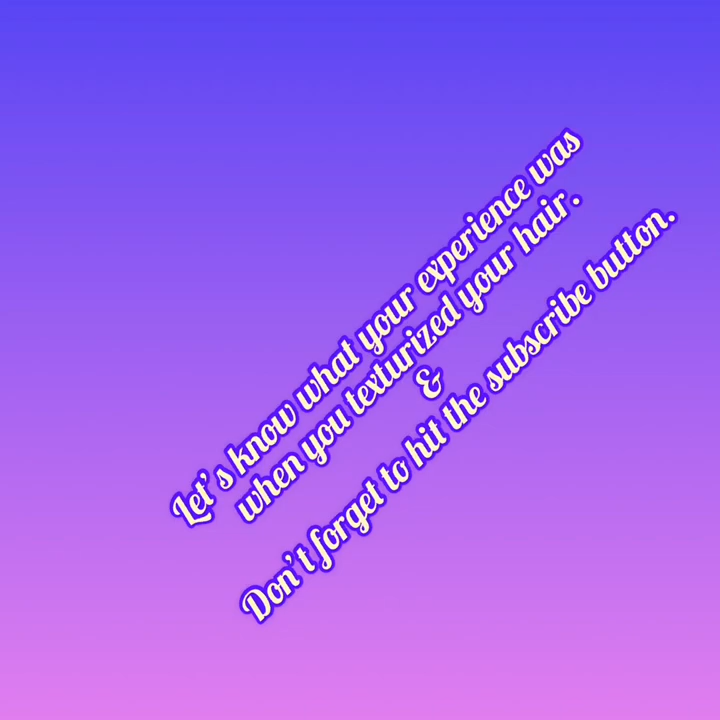 Let's know what your experience was
when you texturized your hair.
&
Don't forget to hit the subscribe button.